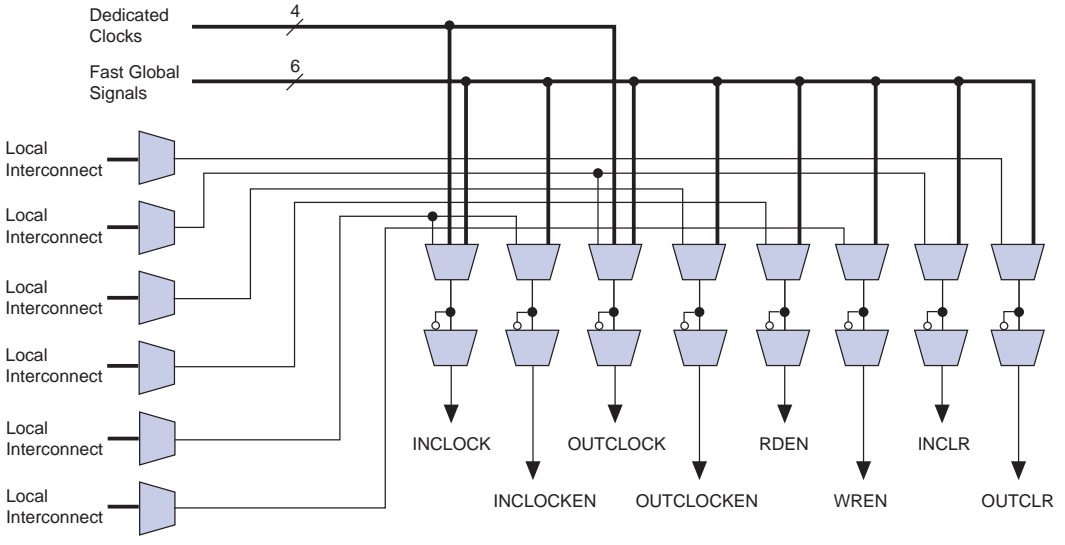 Dedicated
Clocks
4
Fast Global
Signals
6
Local
Interconnect
Local
Interconnect
Local
Interconnect
Local
Interconnect
Local
Interconnect
Local
Interconnect
INCLOCK
OUTCLOCK
RDEN
INCLR
INCLOCKEN
OUTCLOCKEN
WREN
OUTCLR